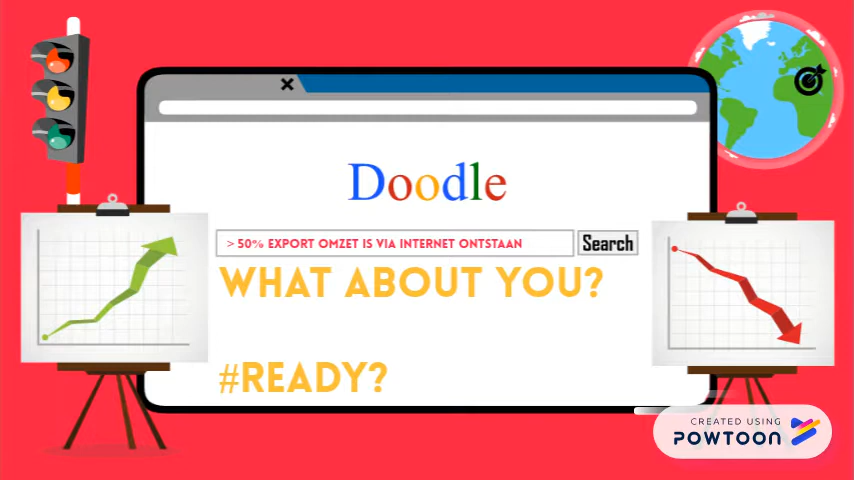 Doodle
> 50% EXPORT OMZET IS VIA INTERNET ONTSTAAN
Search
WHAT ABOUT YOU?
#READY?
CREATED USING
POWTOON